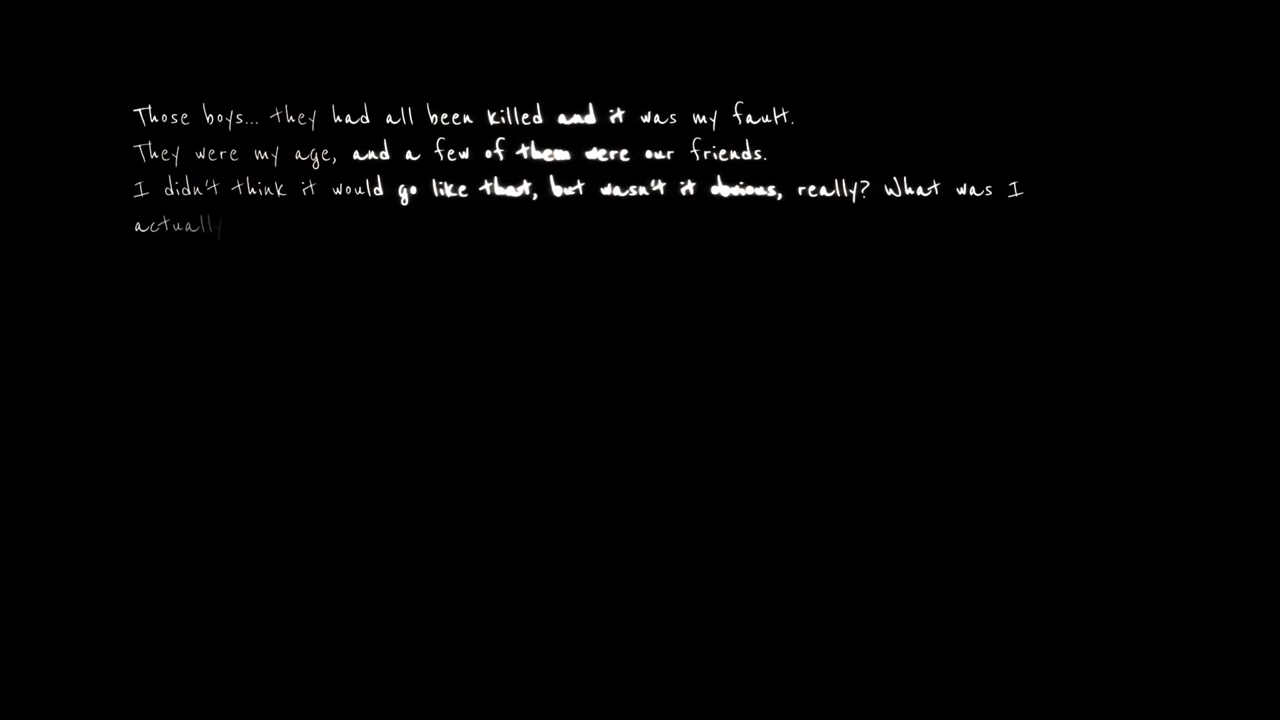 Those boys... they had all been killed and it was my fault.
They were my age, and a few of them were our friends.
I didn't think it would go like that, but wasn't it obvious, really? What was I
actually